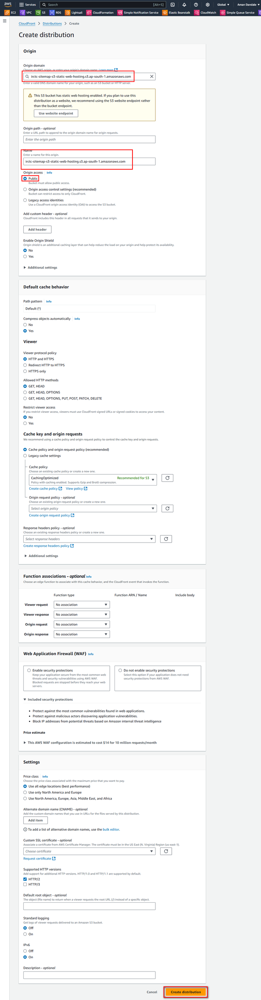 aws Services Search [Alt+S] Global Aman Dandale
EC2 VPC S3 RDS Lightsail CloudFormation Simple Notification Service Elastic Beanstalk CloudWatch Simple Queue Service
CloudFront > Distributions > Create
Create distribution
Origin
Origin domain
Choose an AWS origin, or enter your origin's domain name. Learn more
irctc-sitemap-s3-static-web-hosting.s3.ap-south-1.amazonaws.com
Enter a valid DNS domain name for your origin, such as an S3 bucket or HTTP server.
This S3 bucket has static web hosting enabled. If you plan to use this
distribution as a website, we recommend using the S3 website endpoint rather
than the bucket endpoint.
Use website endpoint
Origin path - optional
Enter a URL path to append to the origin domain name for origin requests.
Enter the origin path
Name
Enter a name for this origin.
irctc-sitemap-s3-static-web-hosting.s3.ap-south-1.amazonaws.com
Origin access Info
Public
Bucket must allow public access.
Origin access control settings (recommended)
Bucket can restrict access to only CloudFront.
Legacy access identities
Use a CloudFront origin access identity (OAI) to access the S3 bucket.
Add custom header - optional
CloudFront includes this header in all requests that it sends to your origin.
Add header
Enable Origin Shield
Origin shield is an additional caching layer that can help reduce the load on your origin and help protect its availability.
No
Yes
Additional settings
Default cache behavior
Path pattern Info
Default (*)
Compress objects automatically Info
No
Yes
Viewer
Viewer protocol policy
HTTP and HTTPS
Redirect HTTP to HTTPS
HTTPS only
Allowed HTTP methods
GET, HEAD
GET, HEAD, OPTIONS
GET, HEAD, OPTIONS, PUT, POST, PATCH, DELETE
Restrict viewer access
If you restrict viewer access, viewers must use CloudFront signed URLs or signed cookies to access your content.
No
Yes
Cache key and origin requests
We recommend using a cache policy and origin request policy to control the cache key and origin requests.
Cache policy and origin request policy (recommended)
Legacy cache settings
Cache policy
Choose an existing cache policy or create a new one.
CachingOptimized Recommended for S3
Policy with caching enabled. Supports Gzip and Brotli compression.
Create cache policy View policy
Origin request policy - optional
Choose an existing origin request policy or create a new one.
Select origin policy
Create origin request policy
Response headers policy - optional
Choose an existing response headers policy or create a new one.
Select response headers
Create response headers policy
Additional settings
Function associations - optional Info
Choose an edge function to associate with this cache behavior, and the CloudFront event that invokes the function.
Function type Function ARN / Name Include body
Viewer request No association
Viewer response No association
Origin request No association
Origin response No association
Web Application Firewall (WAF) Info
Enable security protections
Keep your application secure from the most common web
threats and security vulnerabilities using AWS WAF.
Blocked requests are stopped before they reach your web
servers.
Do not enable security protections
Select this option if your application does not need
security protections from AWS WAF.
Included security protections
• Protect against the most common vulnerabilities found in web applications.
• Protect against malicious actors discovering application vulnerabilities.
• Block IP addresses from potential threats based on Amazon internal threat intelligence
Price estimate
This AWS WAF configuration is estimated to cost $14 for 10 million requests/month
Settings
Price class Info
Choose the price class associated with the maximum price that you want to pay.
Use all edge locations (best performance)
Use only North America and Europe
Use North America, Europe, Asia, Middle East, and Africa
Alternate domain name (CNAME) - optional
Add the custom domain names that you use in URLs for the files served by this distribution.
Add item
To add a list of alternative domain names, use the bulk editor.
Custom SSL certificate - optional
Associate a certificate from AWS Certificate Manager. The certificate must be in the US East (N. Virginia) Region (us-east-1).
Choose certificate
Request certificate
Supported HTTP versions
Add support for additional HTTP versions. HTTP/1.0 and HTTP/1.1 are supported by default.
HTTP/2
HTTP/3
Default root object - optional
The object (file name) to return when a viewer requests the root URL (/) instead of a specific object.
Standard logging
Get logs of viewer requests delivered to an Amazon S3 bucket.
Off
On
IPv6
Off
On
Description - optional
Cancel Create distribution